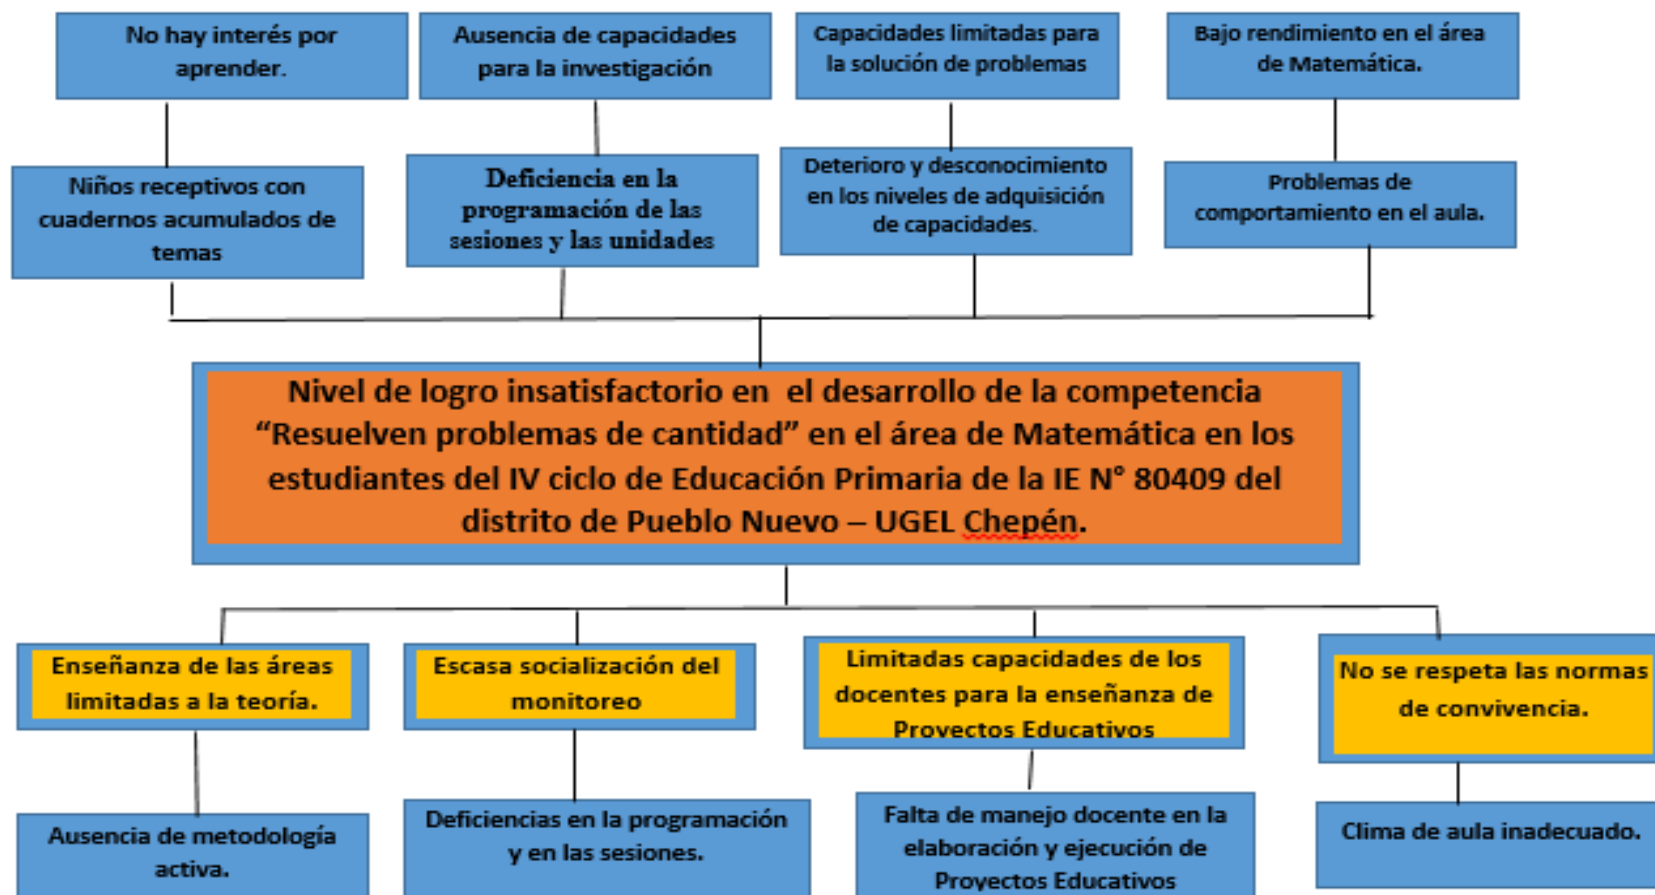 No hay interés por
aprender.
Ausencia de capacidades
para la investigación
Capacidades limitadas para
la solución de problemas
Bajo rendimiento en el área
de Matemática.
Niños receptivos con
cuadernos acumulados de
temas
Deficiencia en la
programación de las
sesiones y las unidades
Deterioro y desconocimiento
en los niveles de adquisición
de capacidades.
Problemas de
comportamiento en el aula.
Nivel de logro insatisfactorio en el desarrollo de la competencia
“Resuelven problemas de cantidad” en el área de Matemática en los
estudiantes del IV ciclo de Educación Primaria de la IE N° 80409 del
distrito de Pueblo Nuevo – UGEL Chepén.
Enseñanza de las áreas
limitadas a la teoría.
Escasa socialización del
monitoreo
Limitadas capacidades de los
docentes para la enseñanza de
Proyectos Educativos
No se respeta las normas
de convivencia.
Ausencia de metodología
activa.
Deficiencias en la programación
y en las sesiones.
Falta de manejo docente en la
elaboración y ejecución de
Proyectos Educativos
Clima de aula inadecuado.